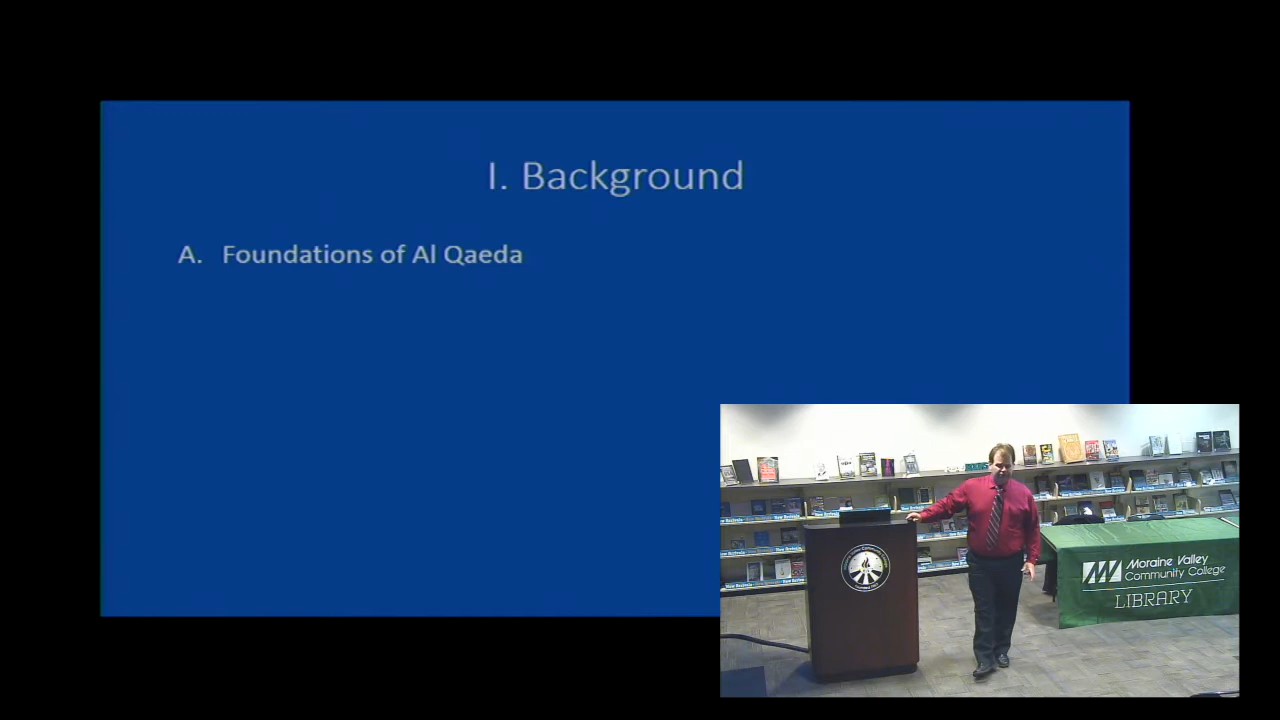 I. Background
A. Foundations of Al Qaeda
Moraine Valley
Community College
LIBRARY